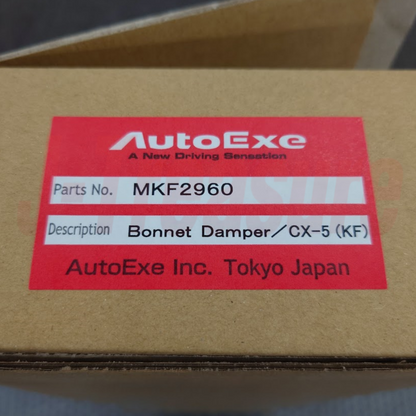 AutoExe
A New Driving Sensation
Parts No. MKF2960
Description Bonnet Damper／CX-5 (KF)
AutoExe Inc. Tokyo Japan